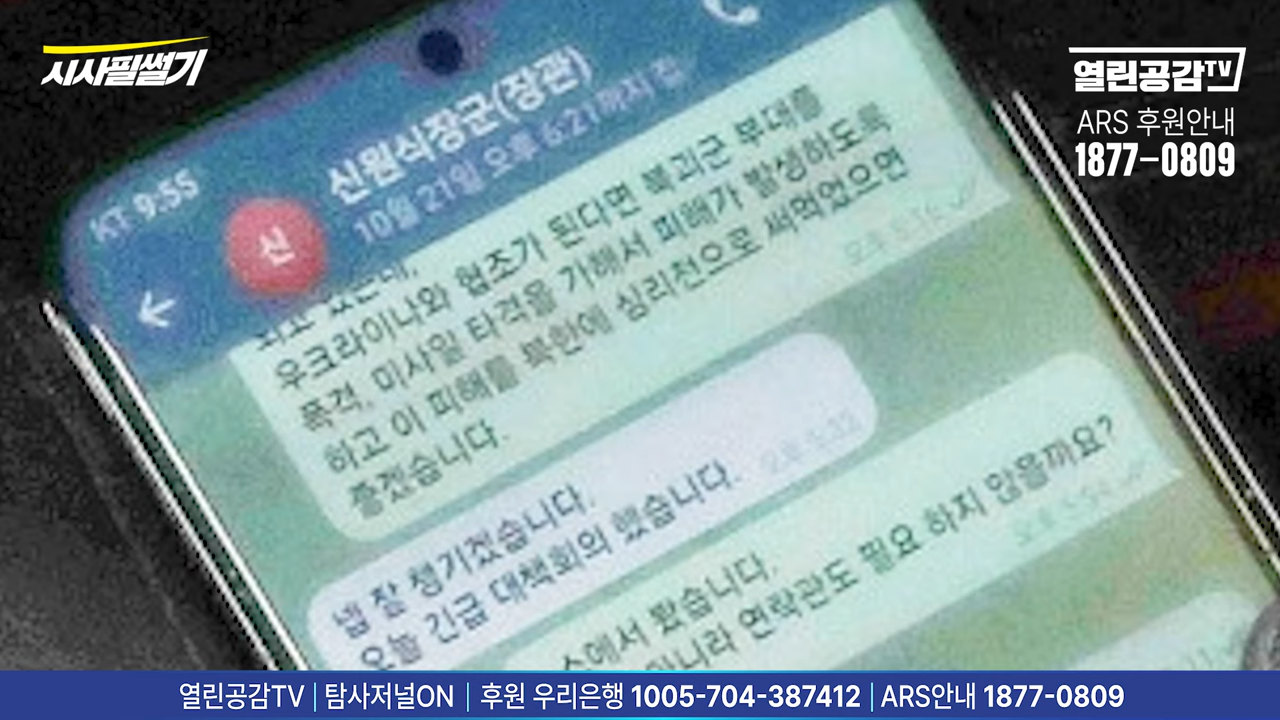 시사필썰기
열린공감TV
ARS 후원안내
1877-0809
KT 9:55
신원식장군(장관)
10월 21일 오후 6:27까지 접
신
우크라이나와 협조가 된다면 북괴군 부대를
폭격, 미사일 타격을 가해서 피해가 발생하도록
하고 이 피해를 북한에 심리전으로 써먹었으면
좋겠습니다.
넵 잘 챙기겠습니다.
오늘 긴급 대책회의 했습니다.
스에서 봤습니다.
아니라 연락관도 필요 하지 않을까요?
열린공감TV | 탐사저널ON | 후원 우리은행 1005-704-387412 | ARS안내 1877-0809